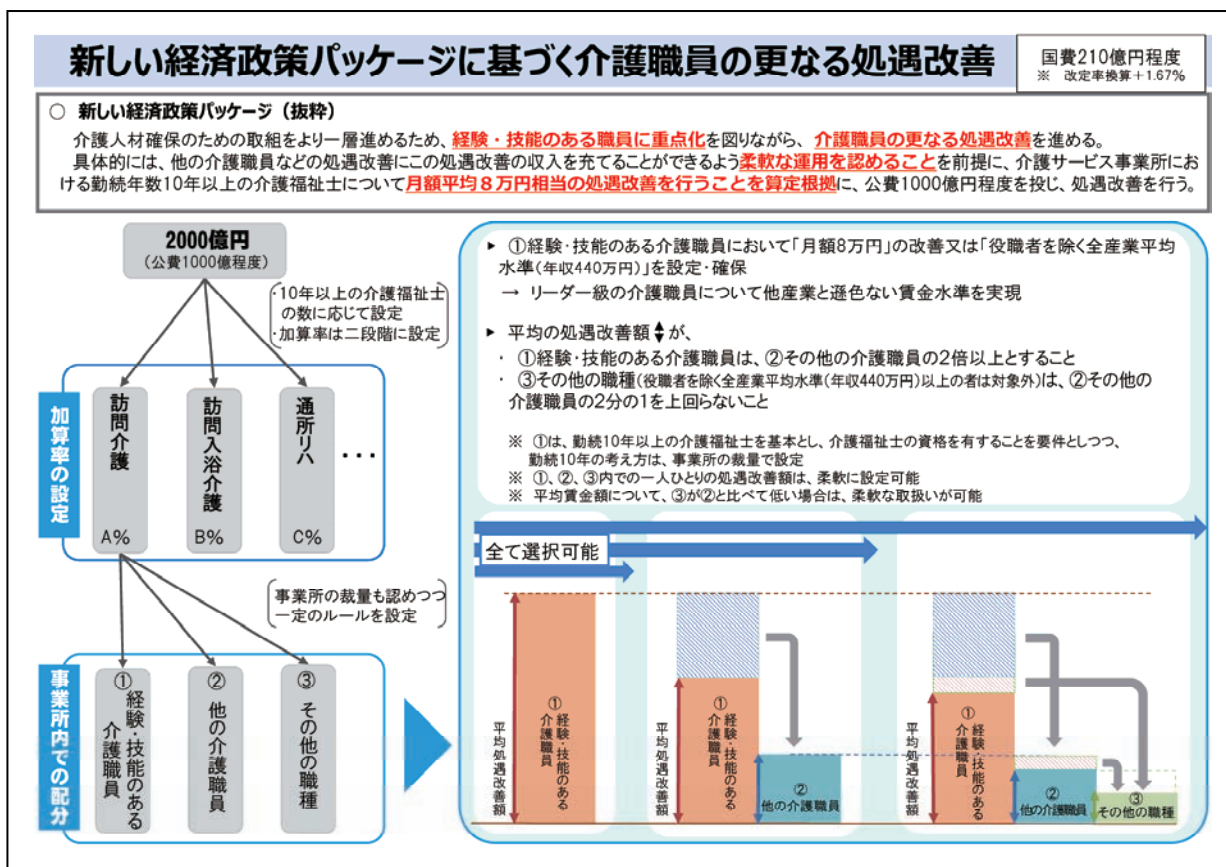 新しい経済政策パッケージに基づく介護職員の更なる処遇改善
国費210億円程度
※ 改定率換算+1.67%
○ 新しい経済政策パッケージ（抜粋）
介護人材確保のための取組をより一層進めるため、経験・技能のある職員に重点化を図りながら、介護職員の更なる処遇改善を進める。
具体的には、他の介護職員などの処遇改善にこの処遇改善の収入を充てることができるよう柔軟な運用を認めることを前提に、介護サービス事業所にお
ける勤続年数10年以上の介護福祉士について月額平均８万円相当の処遇改善を行うことを算定根拠に、公費1000億円程度を投じ、処遇改善を行う。
2000億円
(公費1000億程度)
・10年以上の介護福祉士
の数に応じて設定
・加算率は二段階に設定
加算率の設定
訪問介護
A%
訪問入浴介護
B%
通所リハ
C%
・・・
事業所の裁量も認めつつ
一定のルールを設定
事業所内での配分
① 経験・技能のある
介護職員
② 他の介護職員
③ その他の職種
▶ ①経験・技能のある介護職員において「月額8万円」の改善又は「役職者を除く全産業平均
水準(年収440万円)」を設定・確保
→ リーダー級の介護職員について他産業と遜色ない賃金水準を実現
▶ 平均の処遇改善額 が、
・ ①経験・技能のある介護職員は、②その他の介護職員の2倍以上とすること
・ ③その他の職種(役職者を除く全産業平均水準(年収440万円)以上の者は対象外)は、②その他の
介護職員の2分の1を上回らないこと
※ ①は、勤続10年以上の介護福祉士を基本とし、介護福祉士の資格を有することを要件としつつ、
勤続10年の考え方は、事業所の裁量で設定
※ ①、②、③内での一人ひとりの処遇改善額は、柔軟に設定可能
※ 平均賃金額について、③が②と比べて低い場合は、柔軟な取扱いが可能
全て選択可能
平均処遇改善額
① 経験・技能のある
介護職員
平均処遇改善額
① 経験・技能のある
介護職員
②
他の介護職員
平均処遇改善額
① 経験・技能のある
介護職員
②
他の介護職員
③
その他の職種